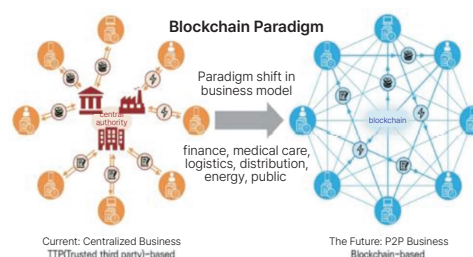 Blockchain Paradigm
central
authority
Paradigm shift in
business model
finance, medical care,
logistics, distribution,
energy, public
blockchain
Current: Centralized Business
TTP(Trusted third party)-based
The Future: P2P Business
Blockchain-based